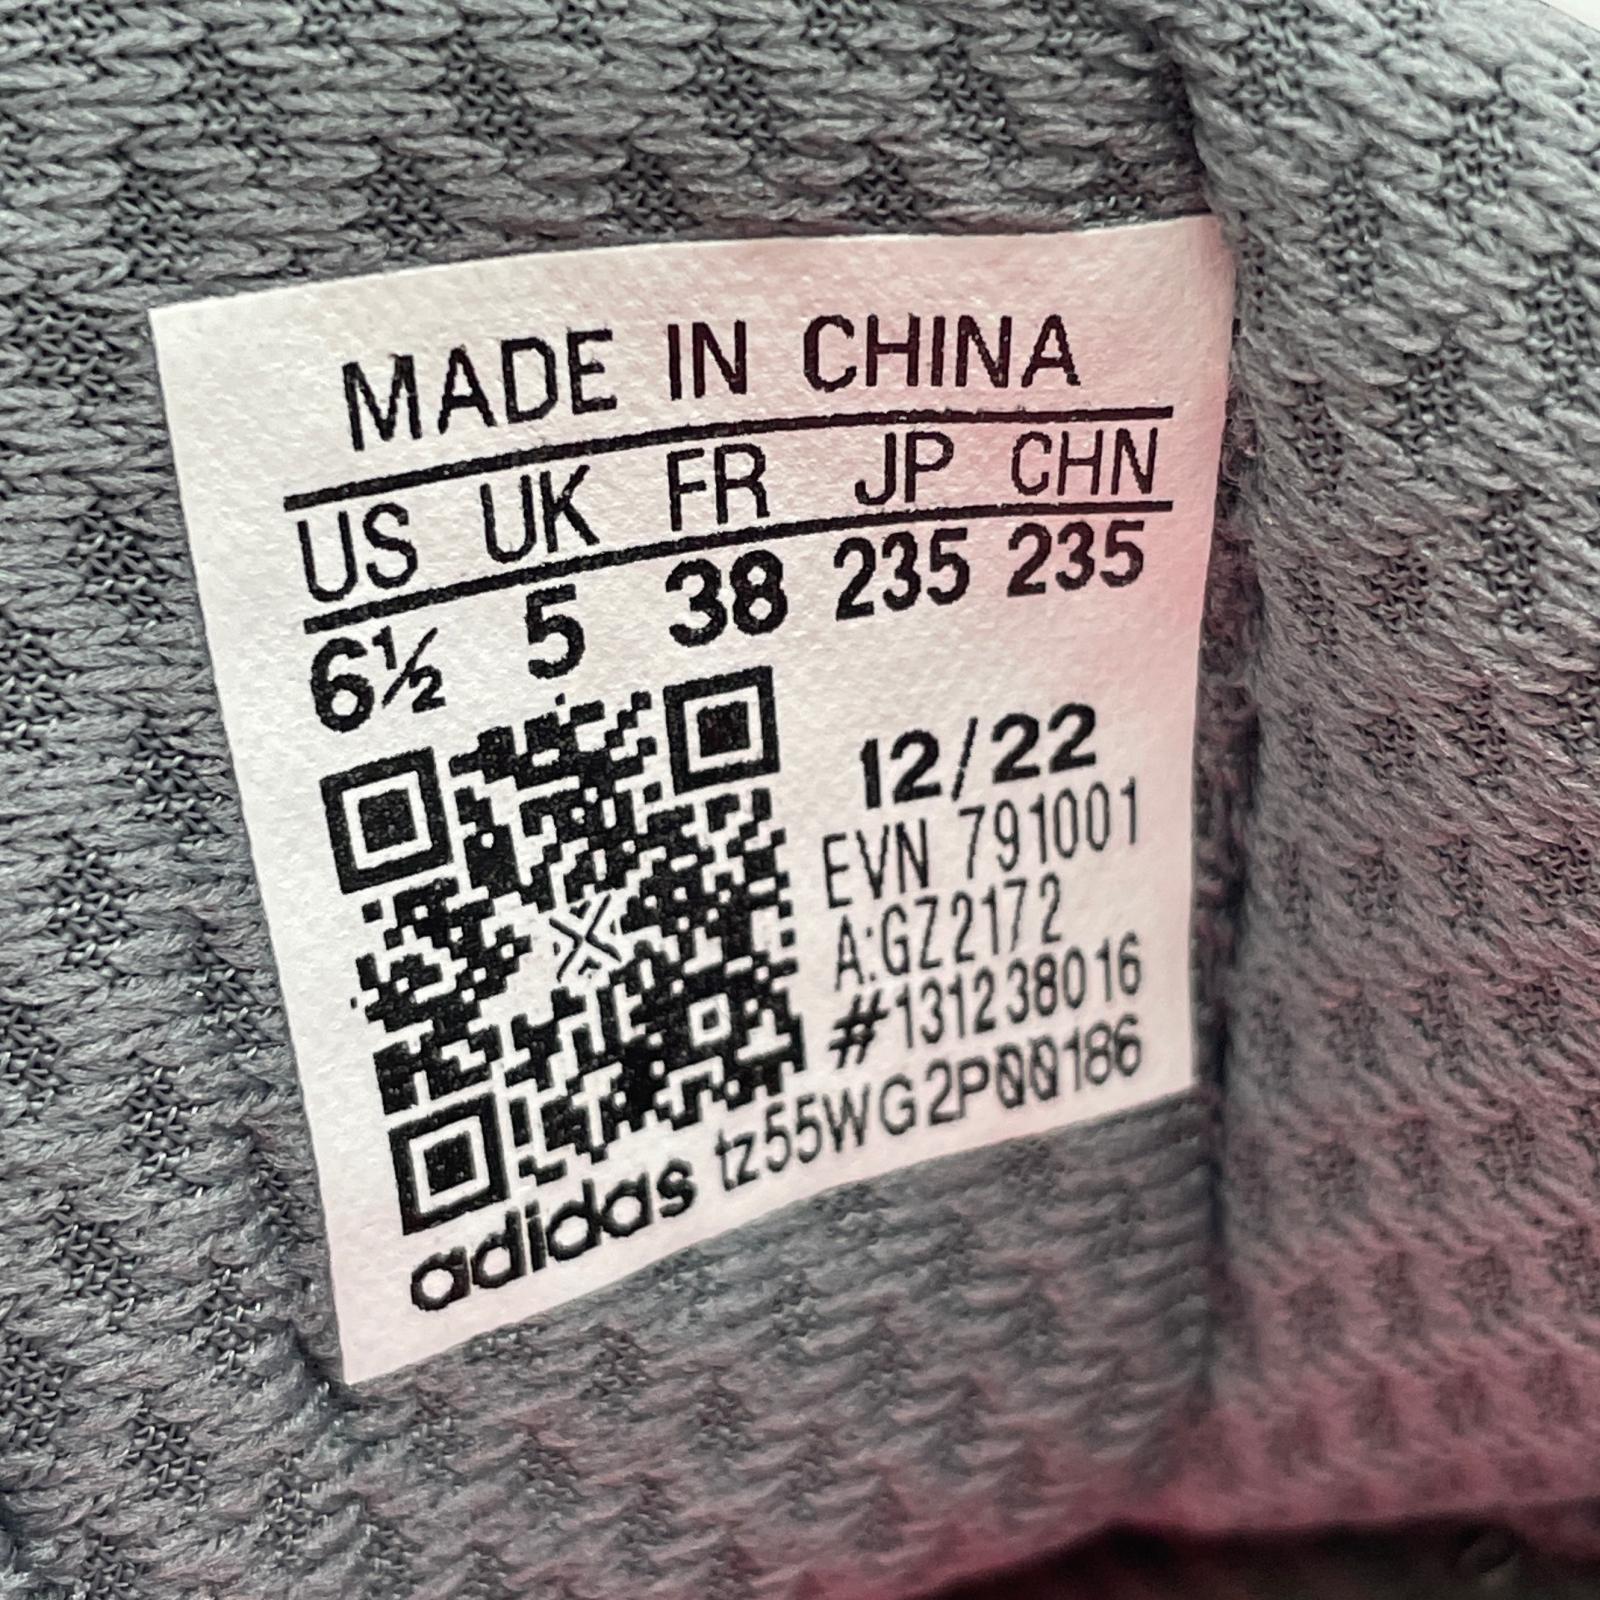 MADE IN CHINA
US UK FR JP CHN
6½ 5 38 235 235
12/22
EVN 791001
A:GZ2172
#131238016
adidas tz55WG2P00186